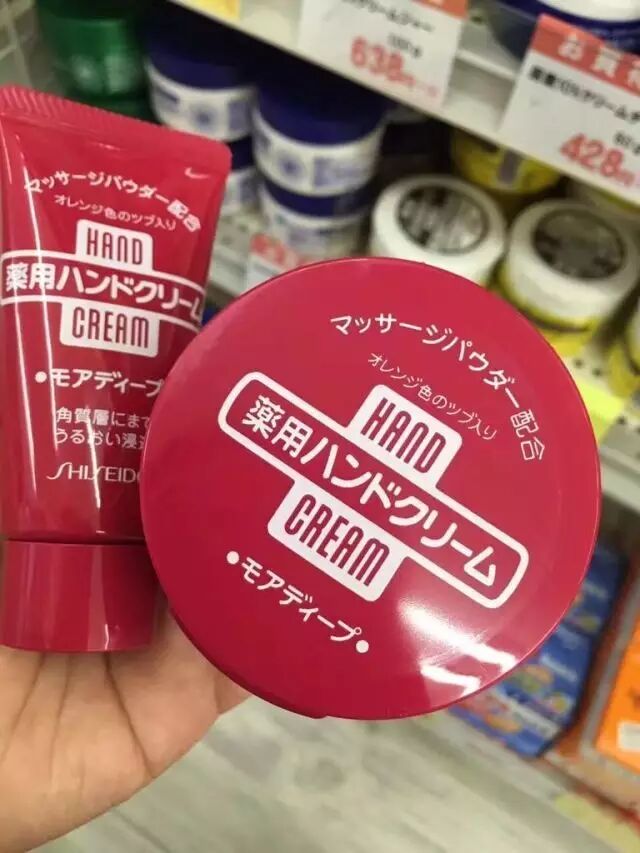 マッサージパウダー配合
オレンジ色のツブ入り
HAND
薬用ハンドクリーム
CREAM
・モアディープ
角質層にまで
うるおい浸透
SHISEIDO
マッサージパウダー配合
オレンジ色のツブ入り
HAND
薬用ハンドクリーム
CREAM
・モアディープ・
638
428